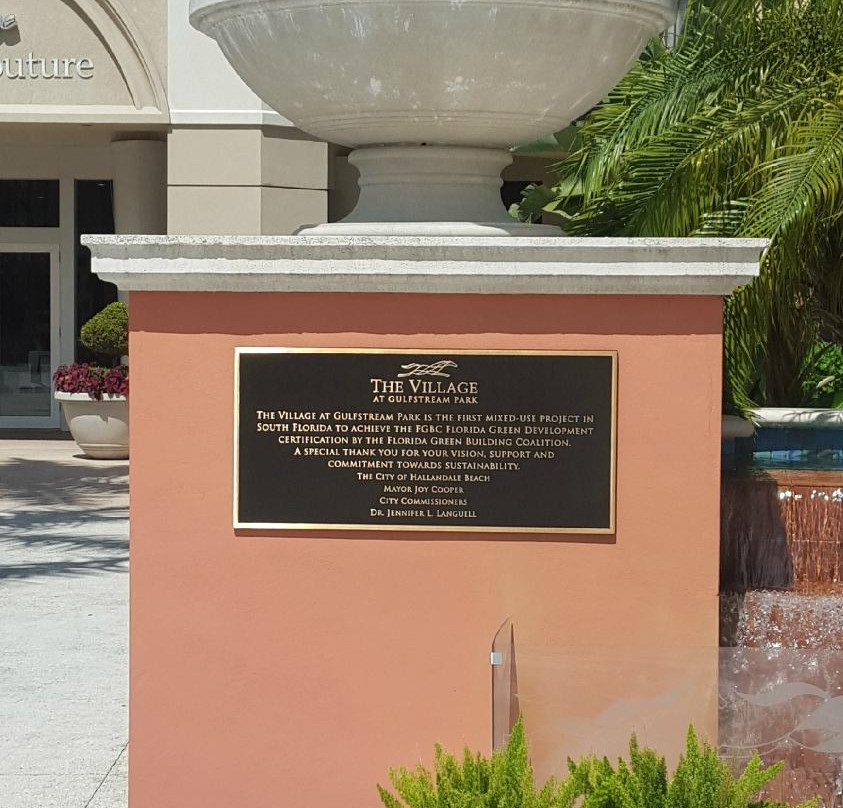 outure
THE VILLAGE
AT GULFSTREAM PARK
THE VILLAGE AT GULFSTREAM PARK IS THE FIRST MIXED-USE PROJECT IN
SOUTH FLORIDA TO ACHIEVE THE FGBC FLORIDA GREEN DEVELOPMENT
CERTIFICATION BY THE FLORIDA GREEN BUILDING COALITION.
A SPECIAL THANK YOU FOR YOUR VISION, SUPPORT AND
COMMITMENT TOWARDS SUSTAINABILITY.
THE CITY OF HALLANDALE BEACH
MAYOR JOY COOPER
CITY COMMISSIONERS
DR. JENNIFER L. LANGUELL